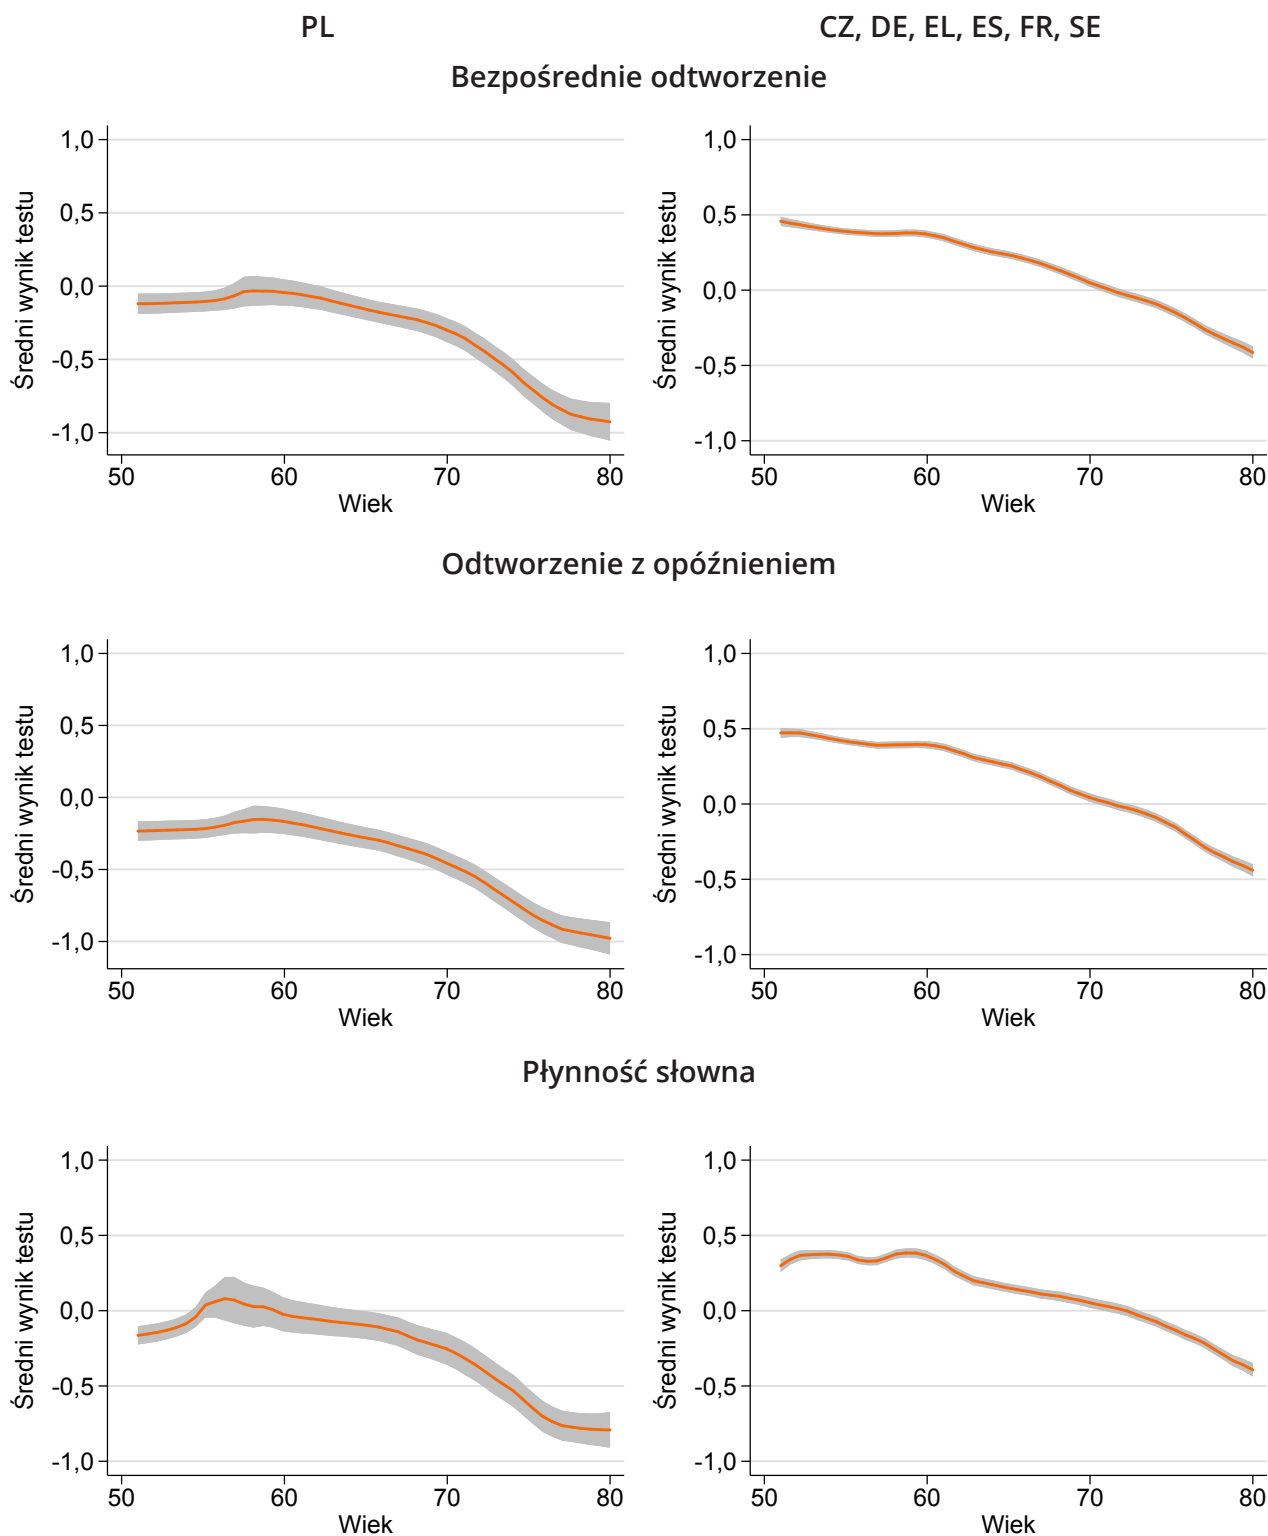 PL
CZ, DE, EL, ES, FR, SE
Bezpośrednie odtworzenie
Średni wynik testu
1,0
0,5
0,0
-0,5
-1,0
50 60 70 80
Wiek
Średni wynik testu
1,0
0,5
0,0
-0,5
-1,0
50 60 70 80
Wiek
Odtworzenie z opóźnieniem
Średni wynik testu
1,0
0,5
0,0
-0,5
-1,0
50 60 70 80
Wiek
Średni wynik testu
1,0
0,5
0,0
-0,5
-1,0
50 60 70 80
Wiek
Płynność słowna
Średni wynik testu
1,0
0,5
0,0
-0,5
-1,0
50 60 70 80
Wiek
Średni wynik testu
1,0
0,5
0,0
-0,5
-1,0
50 60 70 80
Wiek